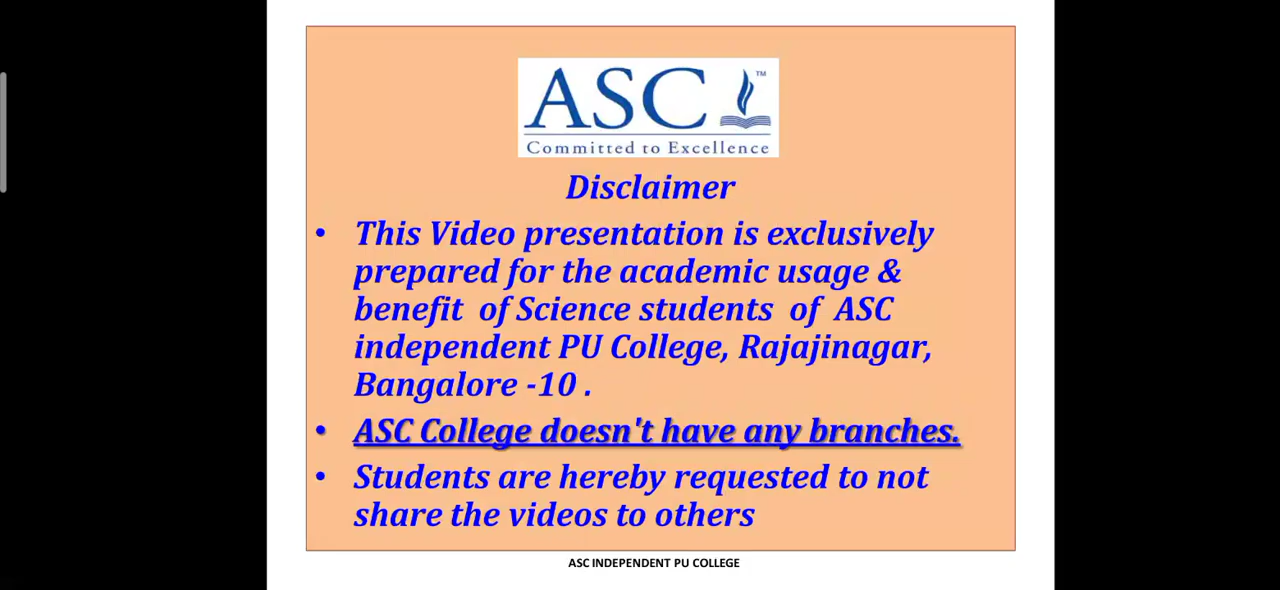 ASC ™
Committed to Excellence
Disclaimer
• This Video presentation is exclusively
prepared for the academic usage &
benefit of Science students of ASC
independent PU College, Rajajinagar,
Bangalore -10 .
• ASC College doesn't have any branches.
• Students are hereby requested to not
share the videos to others
ASC INDEPENDENT PU COLLEGE